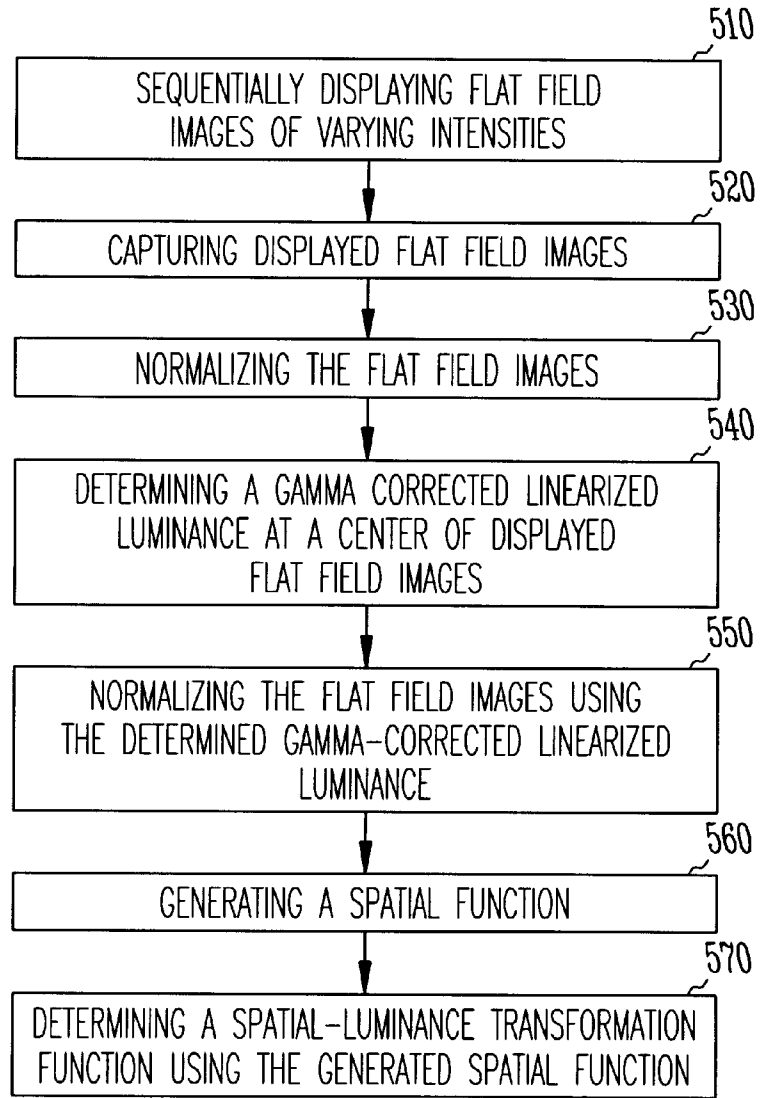 510
SEQUENTIALLY DISPLAYING FLAT FIELD
IMAGES OF VARYING INTENSITIES
520
CAPTURING DISPLAYED FLAT FIELD IMAGES
530
NORMALIZING THE FLAT FIELD IMAGES
540
DETERMINING A GAMMA CORRECTED LINEARIZED
LUMINANCE AT A CENTER OF DISPLAYED
FLAT FIELD IMAGES
550
NORMALIZING THE FLAT FIELD IMAGES USING
THE DETERMINED GAMMA-CORRECTED LINEARIZED
LUMINANCE
560
GENERATING A SPATIAL FUNCTION
570
DETERMINING A SPATIAL-LUMINANCE TRANSFORMATION
FUNCTION USING THE GENERATED SPATIAL FUNCTION